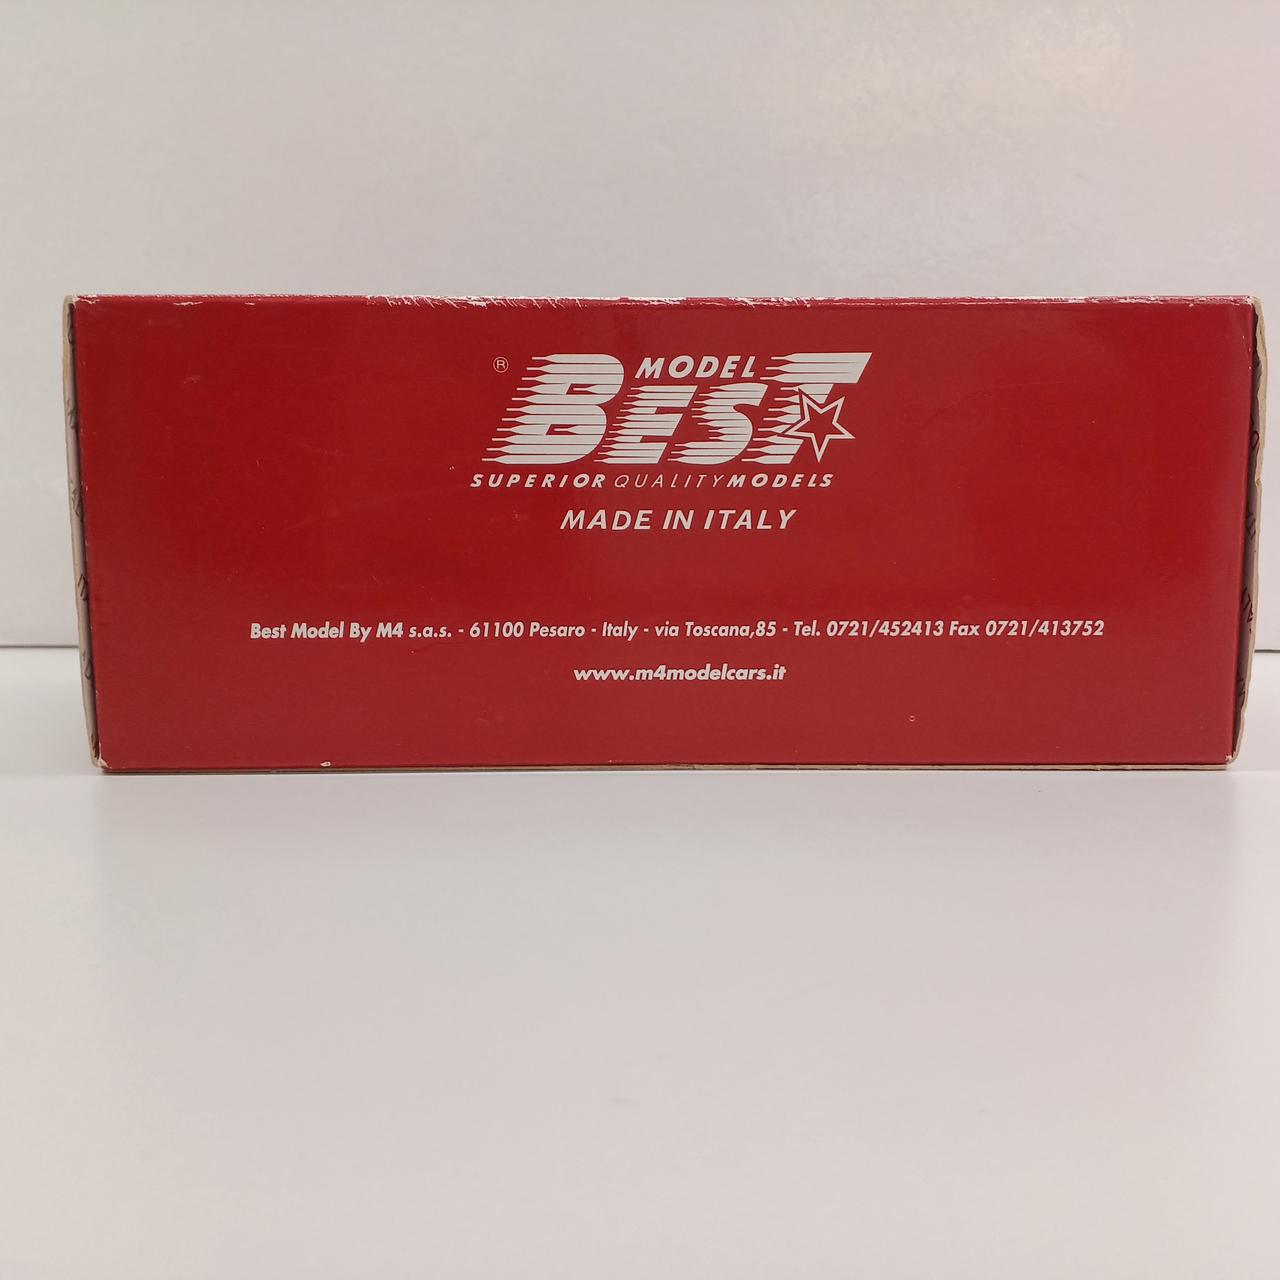 ®
MODEL
BEST
SUPERIOR QUALITY MODELS
MADE IN ITALY
Best Model By M4 s.a.s. - 61100 Pesaro - Italy - via Toscana,85 - Tel. 0721/452413 Fax 0721/413752
www.m4modelcars.it